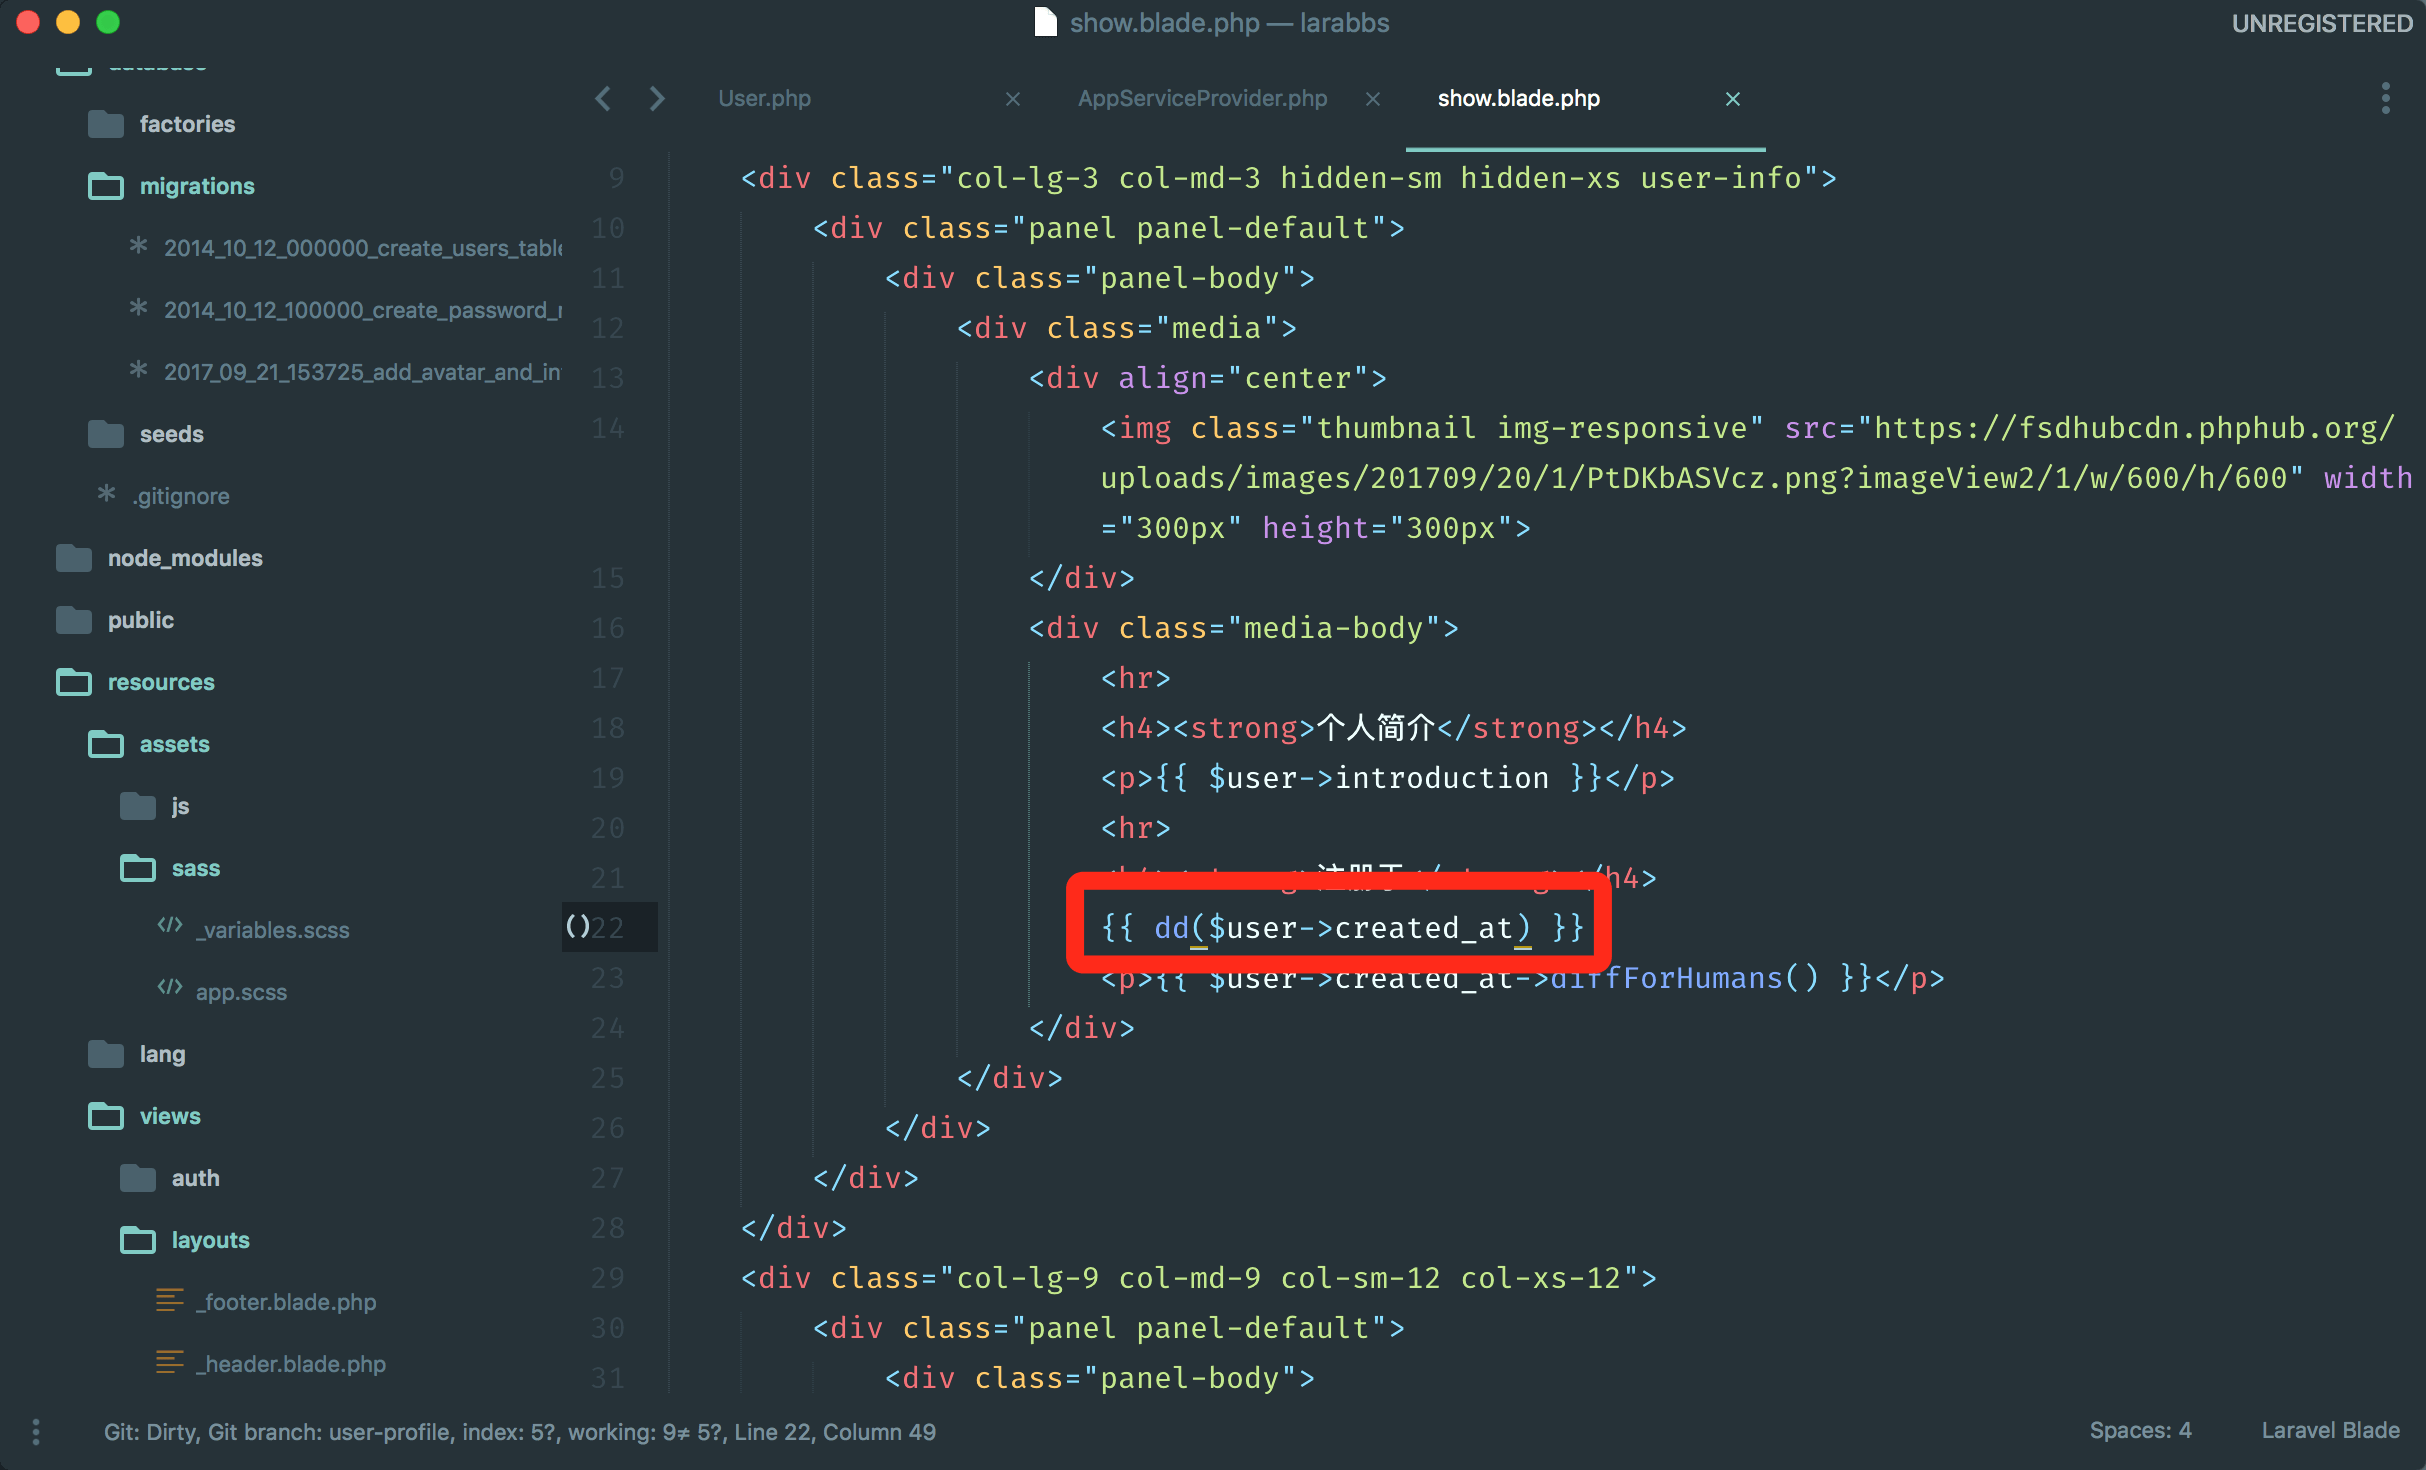 show.blade.php — larabbs
UNREGISTERED
database
factories
migrations
2014_10_12_000000_create_users_table
2014_10_12_100000_create_password_r
2017_09_21_153725_add_avatar_and_in
seeds
.gitignore
node_modules
public
resources
assets
js
sass
_variables.scss
app.scss
lang
views
auth
layouts
_footer.blade.php
_header.blade.php
User.php
AppServiceProvider.php
show.blade.php
9 <div class="col-lg-3 col-md-3 hidden-sm hidden-xs user-info">
10 <div class="panel panel-default">
11 <div class="panel-body">
12 <div class="media">
13 <div align="center">
14 <img class="thumbnail img-responsive" src="https://fsdhubcdn.phphub.org/
uploads/images/201709/20/1/PtDKbASVcz.png?imageView2/1/w/600/h/600" width
="300px" height="300px">
15 </div>
16 <div class="media-body">
17 <hr>
18 <h4><strong>个人简介</strong></h4>
19 <p>{{ $user->introduction }}</p>
20 <hr>
21 <h4><strong>注册于</strong></h4>
22 {{ dd($user->created_at) }}
23 <p>{{ $user->created_at->diffForHumans() }}</p>
24 </div>
25 </div>
26 </div>
27 </div>
28 </div>
29 <div class="col-lg-9 col-md-9 col-sm-12 col-xs-12">
30 <div class="panel panel-default">
31 <div class="panel-body">
Git: Dirty, Git branch: user-profile, index: 5?, working: 9≠ 5?, Line 22, Column 49
Spaces: 4
Laravel Blade